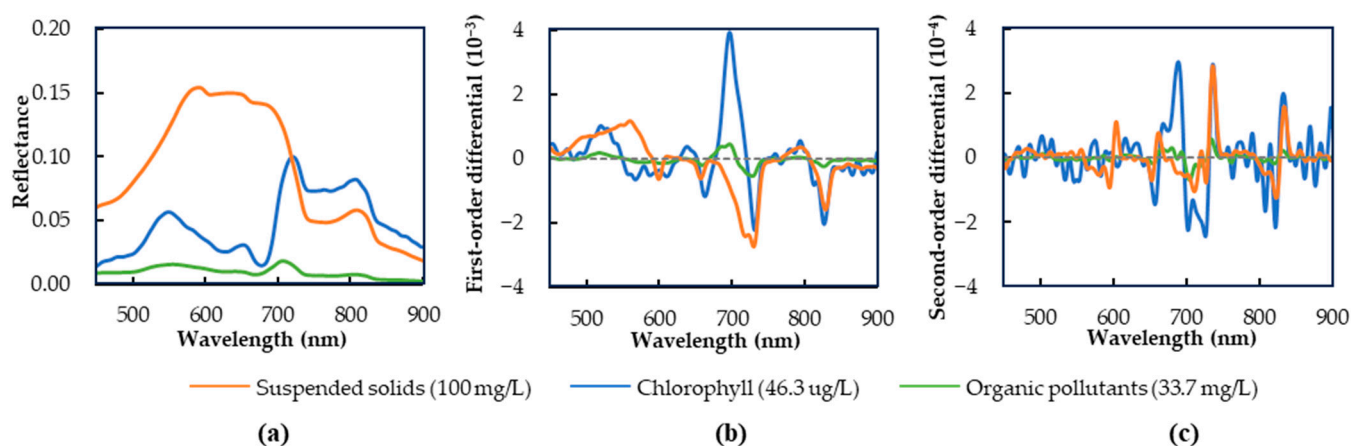 Reflectance
0.20
0.15
0.10
0.05
0.00
500 600 700 800 900
Wavelength (nm)
First-order differential (10⁻³)
4
2
0
−2
−4
500 600 700 800 900
Wavelength (nm)
Second-order differential (10⁻⁴)
4
2
0
−2
−4
500 600 700 800 900
Wavelength (nm)
Suspended solids (100 mg/L) Chlorophyll (46.3 ug/L) Organic pollutants (33.7 mg/L)
(a) (b) (c)